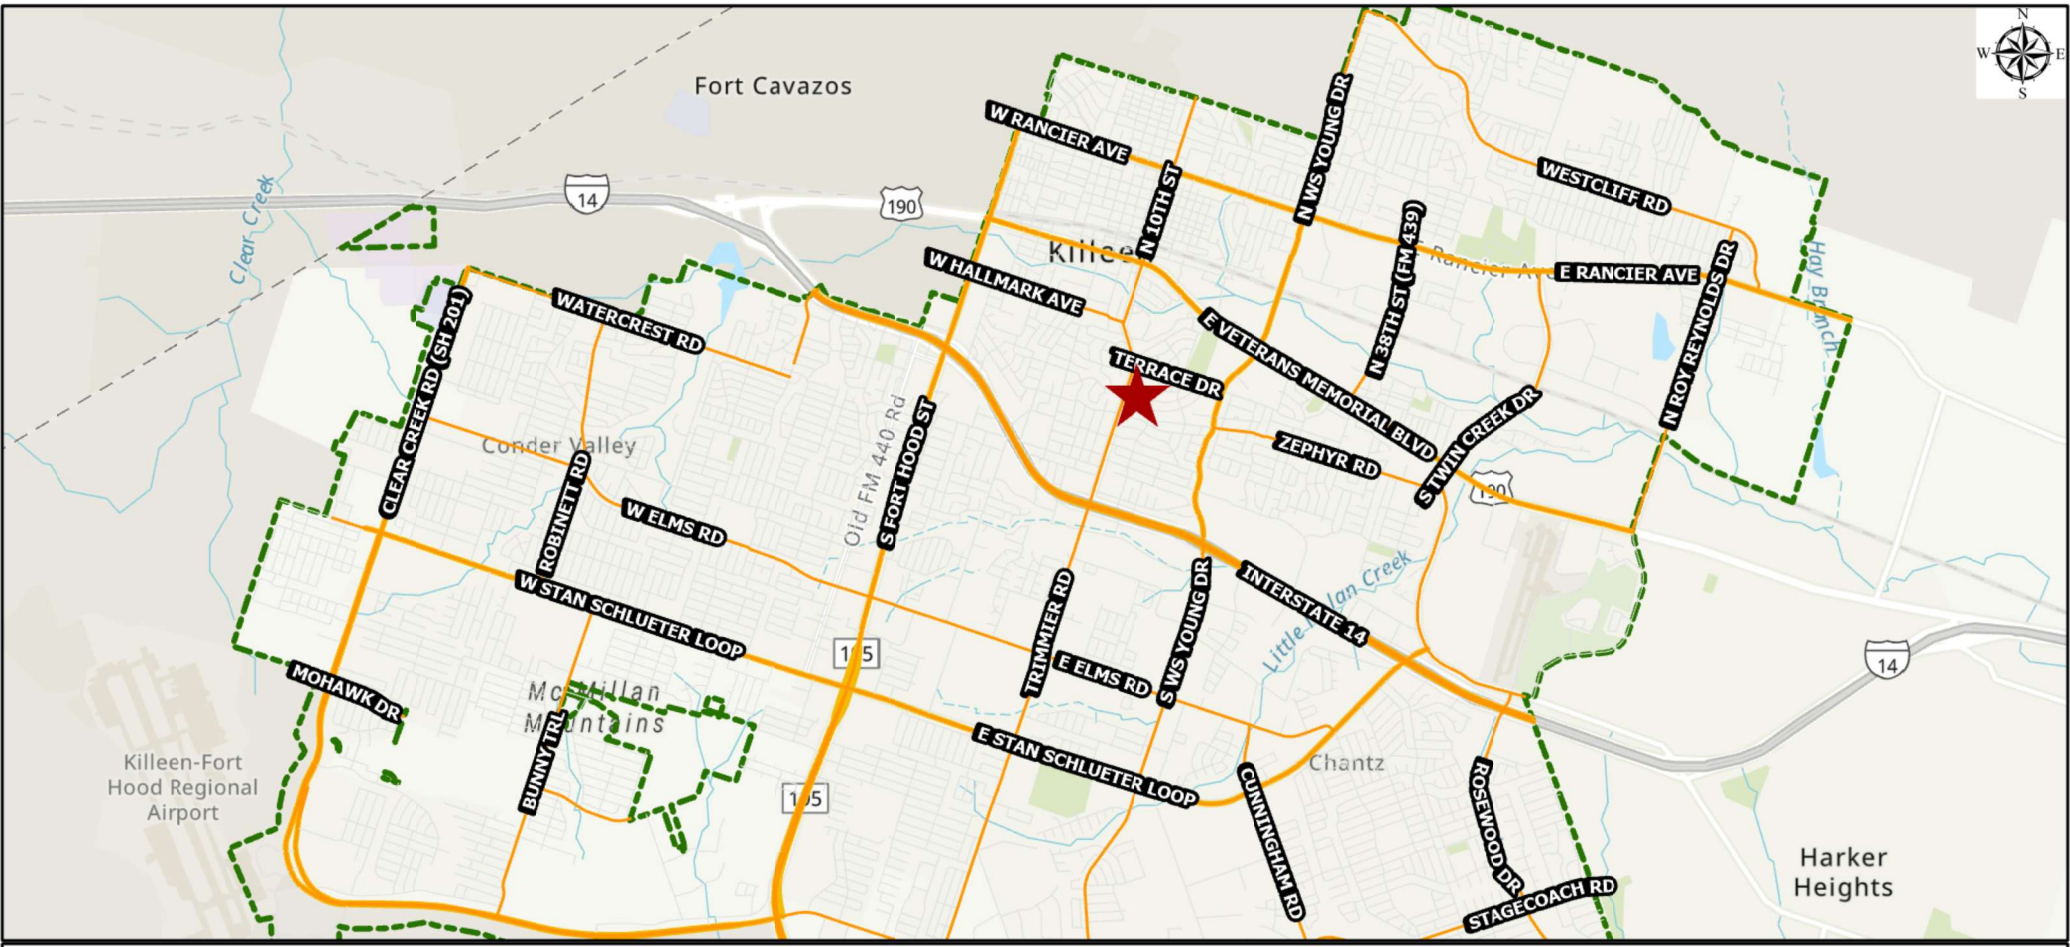 N
W E
S
Fort Cavazos
W RANCIER AVE
N WS YOUNG DR
WESTCLIFF RD
14
190
Clear Creek
N 10TH ST
N 38TH ST (FM 439)
Killee
E Rancier Ave
E RANCIER AVE
N ROY REYNOLDS DR
Hay Branch
W HALLMARK AVE
WATERCREST RD
CLEAR CREEK RD (SH 201)
E VETERANS MEMORIAL BLVD
TERRACE DR
Conder Valley
Old FM 440 Rd
S FORT HOOD ST
ZEPHYR RD
S TWIN CREEK DR
190
ROBINETT RD
W ELMS RD
W STAN SCHLUETER LOOP
TRIMMIER RD
S WS YOUNG DR
INTERSTATE 14
Little Nolan Creek
195
14
E ELMS RD
MOHAWK DR
McMillan
Mountains
BUNNY TRL
E STAN SCHLUETER LOOP
Chantz
Killeen-Fort
Hood Regional
Airport
195
CUNNINGHAM RD
ROSEWOOD DR
STAGECOACH RD
Harker
Heights